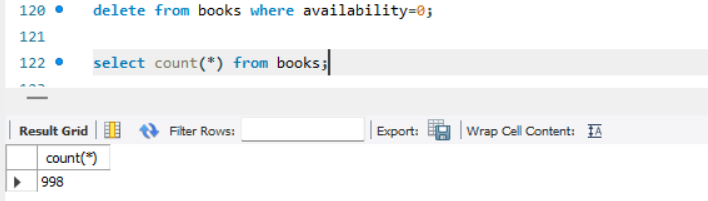 120 delete from books where availability=0;
121
122 select count(*) from books;
Result Grid Filter Rows: Export: Wrap Cell Content: IA
count(*)
998